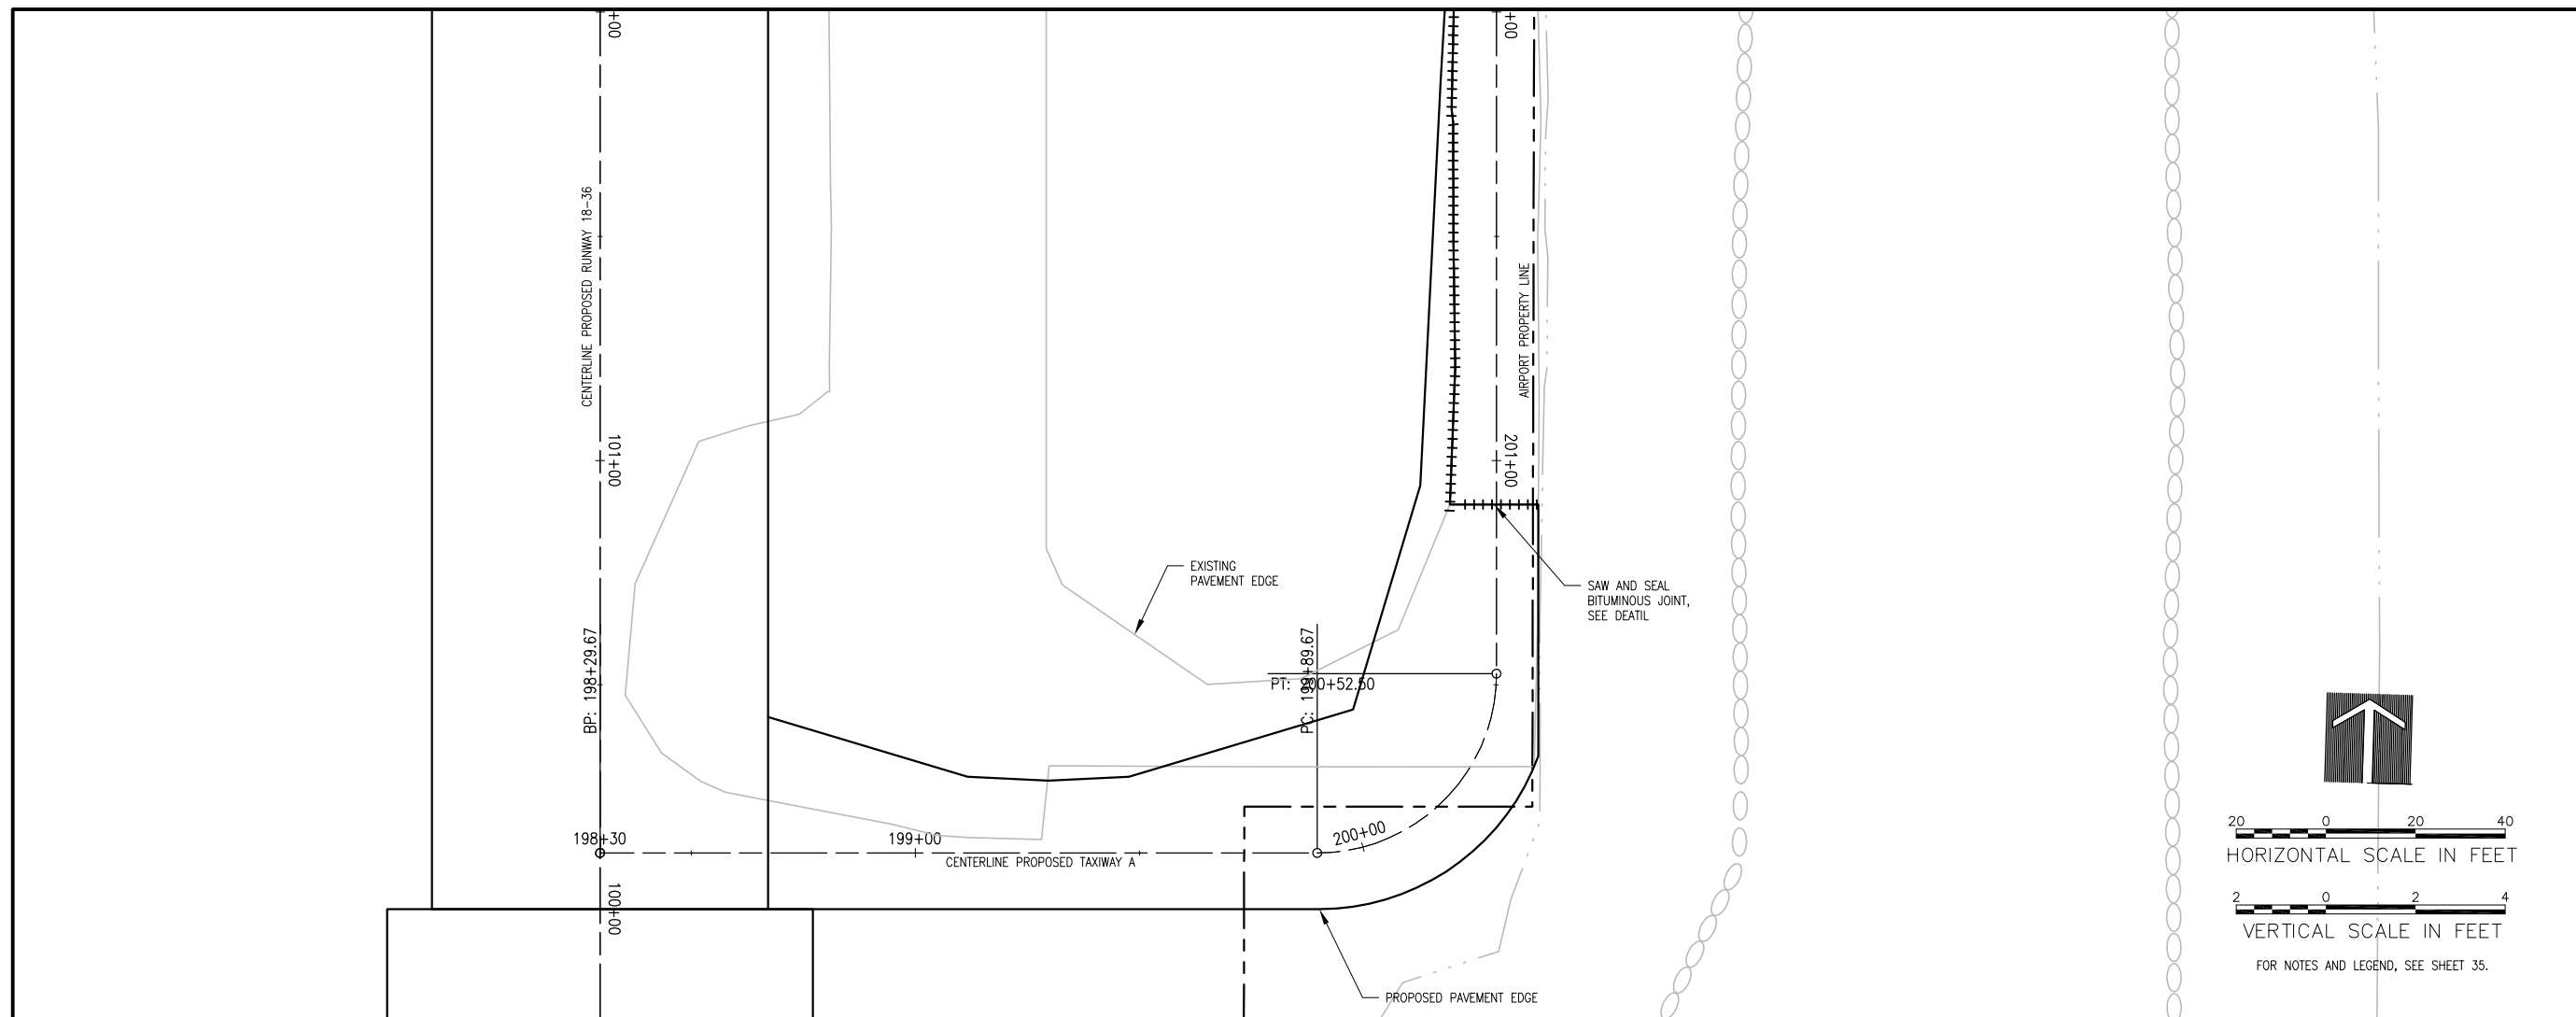 +00
+00
CENTERLINE PROPOSED RUNWAY 18-36
AIRPORT PROPERTY LINE
101+00
201+00
EXISTING
PAVEMENT EDGE
SAW AND SEAL
BITUMINOUS JOINT,
SEE DEATIL
BP: 198+29.67
PC: 199+89.67
PT: 200+52.50
198+30
199+00
200+00
CENTERLINE PROPOSED TAXIWAY A
100+00
PROPOSED PAVEMENT EDGE
20 0 20 40
HORIZONTAL SCALE IN FEET
2 0 2 4
VERTICAL SCALE IN FEET
FOR NOTES AND LEGEND, SEE SHEET 35.